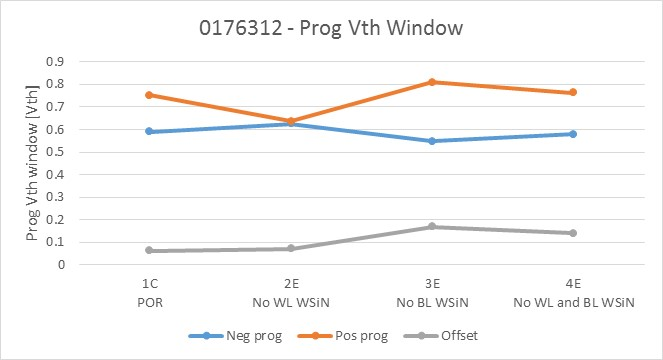 0176312 - Prog Vth Window
Prog Vth window [Vth]
0.9
0.8
0.7
0.6
0.5
0.4
0.3
0.2
0.1
0
1C 2E 3E 4E
POR No WL WSiN No BL WSiN No WL and BL WSiN
Neg prog Pos prog Offset